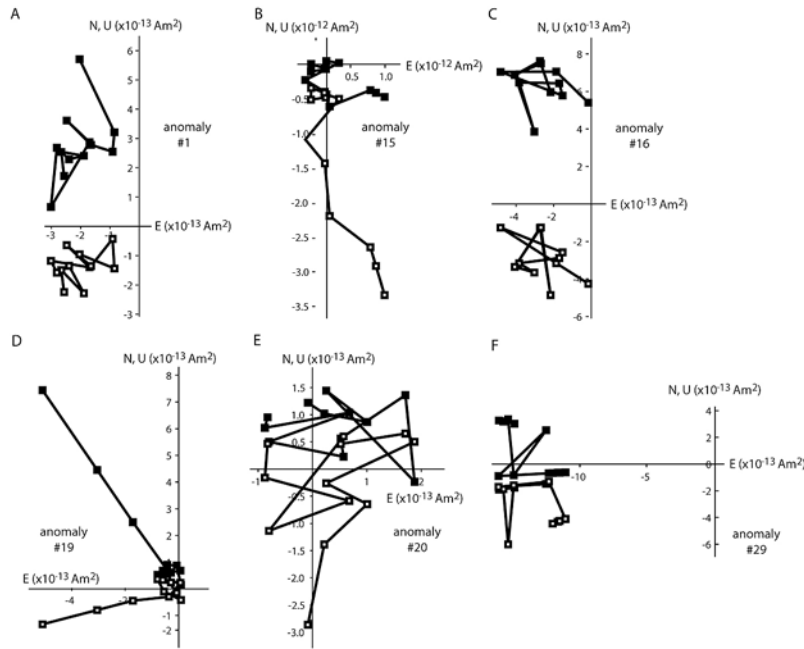 A
N, U (x10-13 Am2)
6
5
4
3
2
1
-3 -2 -1
E (x10-13 Am2)
-1
-2
-3
anomaly
#1
B
N, U (x10-12 Am2)
E (x10-12 Am2)
0.5 1.0
-0.5
-1.0
-1.5
-2.0
-2.5
-3.0
-3.5
anomaly
#15
C
N, U (x10-13 Am2)
8
6
4
2
-4 -2
E (x10-13 Am2)
-2
-4
-6
anomaly
#16
D
N, U (x10-13 Am2)
8
7
6
5
4
3
2
1
E (x10-13 Am2)
-4 -2
-1
-2
anomaly
#19
E
N, U (x10-13 Am2)
1.5
1.0
0.5
-1 1 2
E (x10-13 Am2)
-0.5
-1.0
-1.5
-2.0
-2.5
-3.0
anomaly
#20
F
N, U (x10-13 Am2)
4
2
E (x10-13 Am2)
-10 -5
-2
-4
-6
anomaly
#29